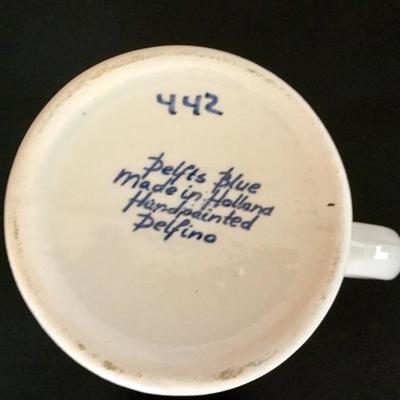 442
Delfts Blue
Made in Holland
Handpainted
Delfino